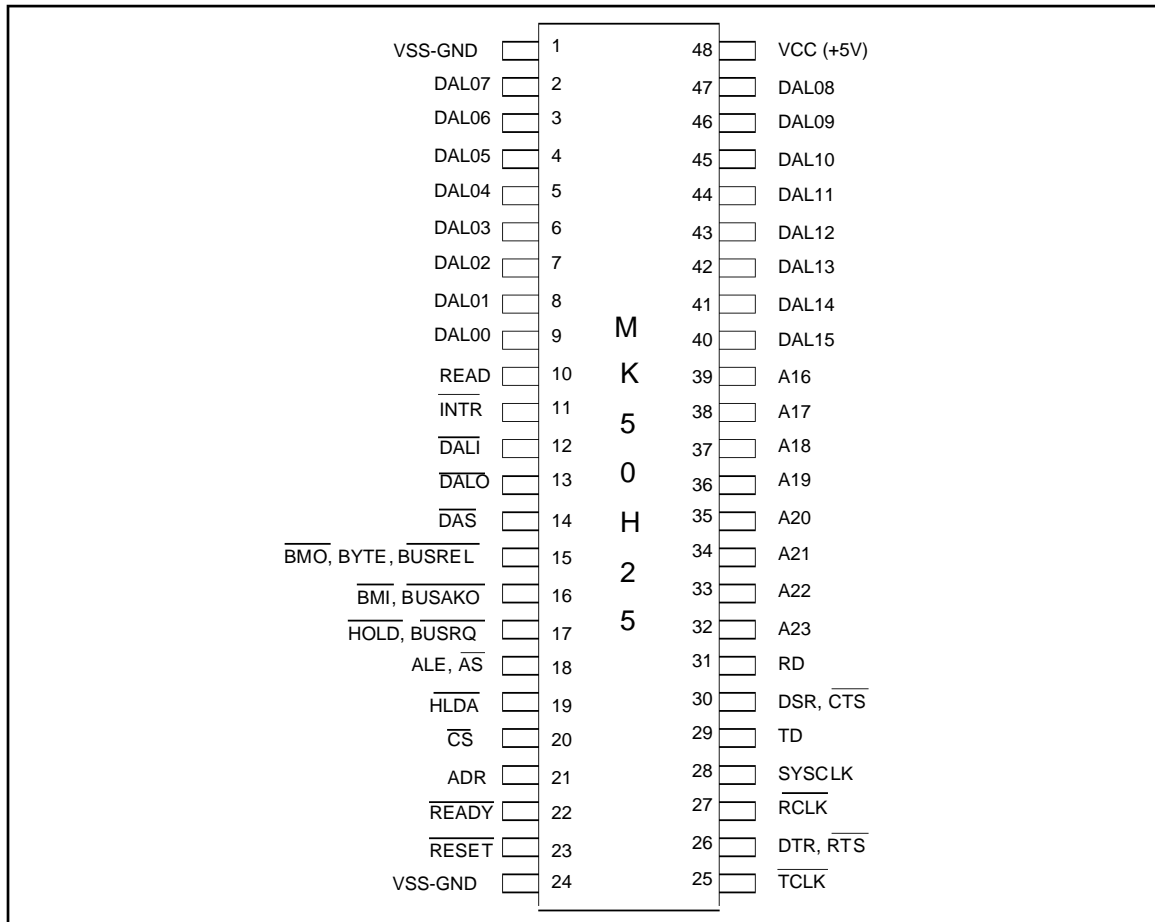 VSS-GND 1 48 VCC (+5V)
DAL07 2 47 DAL08
DAL06 3 46 DAL09
DAL05 4 45 DAL10
DAL04 5 44 DAL11
DAL03 6 43 DAL12
DAL02 7 42 DAL13
DAL01 8 41 DAL14
DAL00 9 40 DAL15
READ 10 39 A16
INTR 11 38 A17
DALI 12 37 A18
DALO 13 36 A19
DAS 14 35 A20
BMO, BYTE, BUSREL 15 34 A21
BMI, BUSAKO 16 33 A22
HOLD, BUSRQ 17 32 A23
ALE, AS 18 31 RD
HLDA 19 30 DSR, CTS
CS 20 29 TD
ADR 21 28 SYSCLK
READY 22 27 RCLK
RESET 23 26 DTR, RTS
VSS-GND 24 25 TCLK
MK50H25